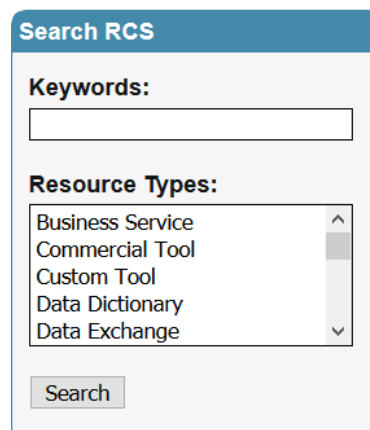 Search RCS
Keywords:
Resource Types:
Business Service
Commercial Tool
Custom Tool
Data Dictionary
Data Exchange
Search